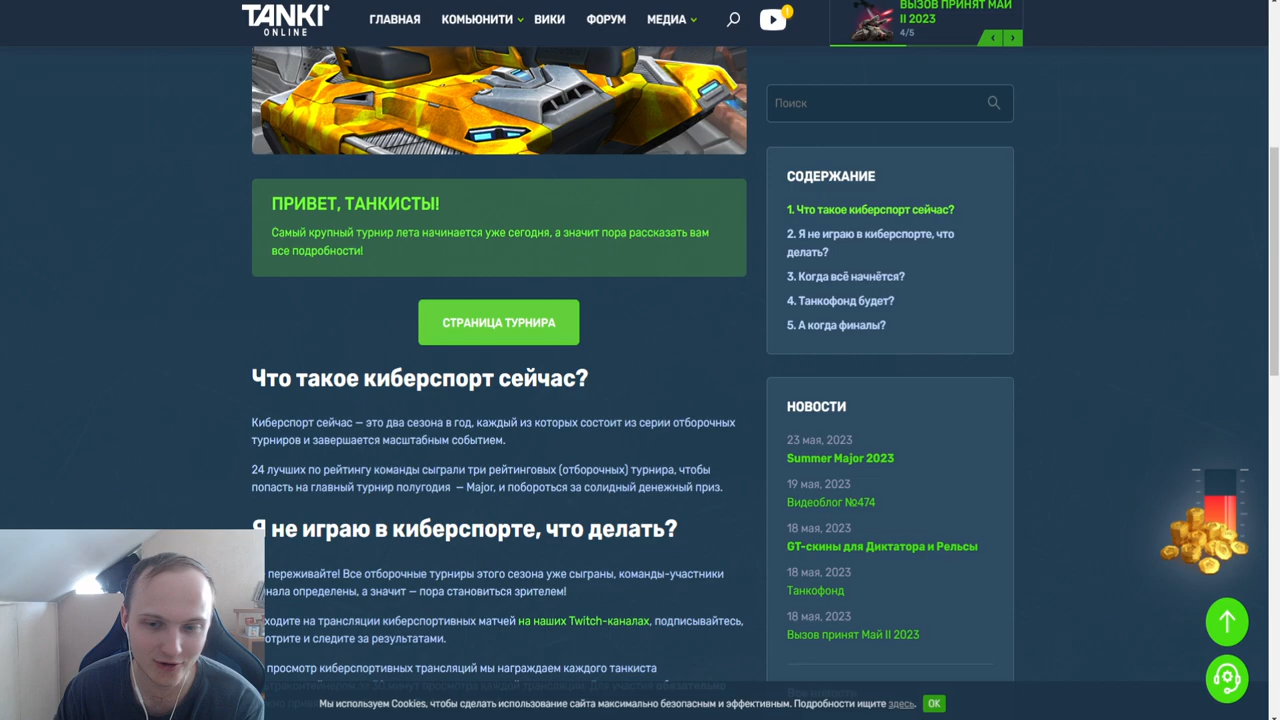 TANKI
ONLINE
ГЛАВНАЯ
КОМЬЮНИТИ
ВИКИ
ФОРУМ
МЕДИА
ВЫЗОВ ПРИНЯТ МАЙ
II 2023
4/5
Поиск
СОДЕРЖАНИЕ
1. Что такое киберспорт сейчас?
2. Я не играю в киберспорте, что
делать?
3. Когда всё начнётся?
4. Танкофонд будет?
5. А когда финалы?
ПРИВЕТ, ТАНКИСТЫ!
Самый крупный турнир лета начинается уже сегодня, а значит пора рассказать вам
все подробности!
СТРАНИЦА ТУРНИРА
Что такое киберспорт сейчас?
Киберспорт сейчас — это два сезона в год, каждый из которых состоит из серии отборочных
турниров и завершается масштабным событием.
24 лучших по рейтингу команды сыграли три рейтинговых (отборочных) турнира, чтобы
попасть на главный турнир полугодия — Major, и побороться за солидный денежный приз.
Я не играю в киберспорте, что делать?
переживайте! Все отборочные турниры этого сезона уже сыграны, команды-участники
нала определены, а значит — пора становиться зрителем!
ходите на трансляции киберспортивных матчей на наших Twitch-каналах, подписывайтесь,
отрите и следите за результатами.
просмотр киберспортивных трансляций мы награждаем каждого танкиста
НОВОСТИ
23 мая, 2023
Summer Major 2023
19 мая, 2023
Видеоблог №474
18 мая, 2023
GT-скины для Диктатора и Рельсы
18 мая, 2023
Танкофонд
18 мая, 2023
Вызов принят Май II 2023
Все новости
Мы используем Cookies, чтобы сделать использование сайта максимально безопасным и эффективным. Подробности ищите здесь.
OK